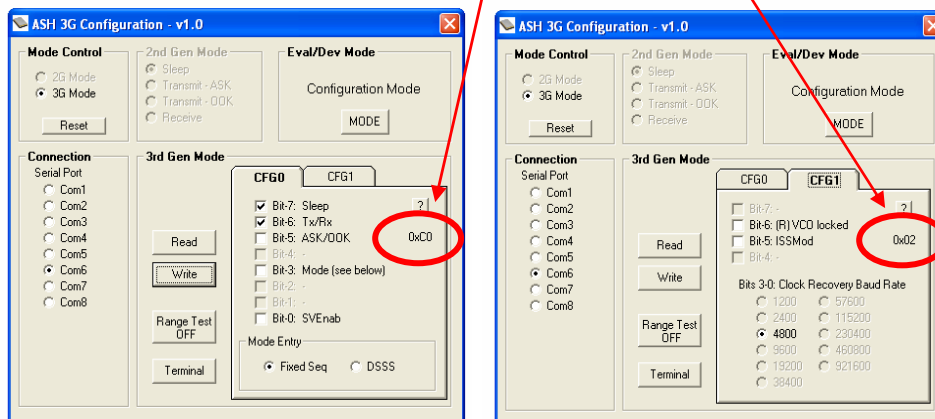 ASH 3G Configuration - v1.0
Mode Control
2G Mode
3G Mode
Reset
2nd Gen Mode
Sleep
Transmit - ASK
Transmit - OOK
Receive
Eval/Dev Mode
Configuration Mode
MODE
Connection
Serial Port
Com1
Com2
Com3
Com4
Com5
Com6
Com7
Com8
3rd Gen Mode
Read
Write
Range Test
OFF
Terminal
CFG0 CFG1
Bit-7: Sleep ?
Bit-6: Tx/Rx
Bit-5: ASK/OOK 0xC0
Bit-4: -
Bit-3: Mode (see below)
Bit-2: -
Bit-1: -
Bit-0: SVEnab
Mode Entry
Fixed Seq DSSS
ASH 3G Configuration - v1.0
Mode Control
2G Mode
3G Mode
Reset
2nd Gen Mode
Sleep
Transmit - ASK
Transmit - OOK
Receive
Eval/Dev Mode
Configuration Mode
MODE
Connection
Serial Port
Com1
Com2
Com3
Com4
Com5
Com6
Com7
Com8
3rd Gen Mode
Read
Write
Range Test
OFF
Terminal
CFG0 CFG1
Bit-7: - ?
Bit-6: (R) VCO locked
Bit-5: ISSMod 0x02
Bit-4: -
Bits 3-0: Clock Recovery Baud Rate
1200 57600
2400 115200
4800 230400
9600 460800
19200 921600
38400